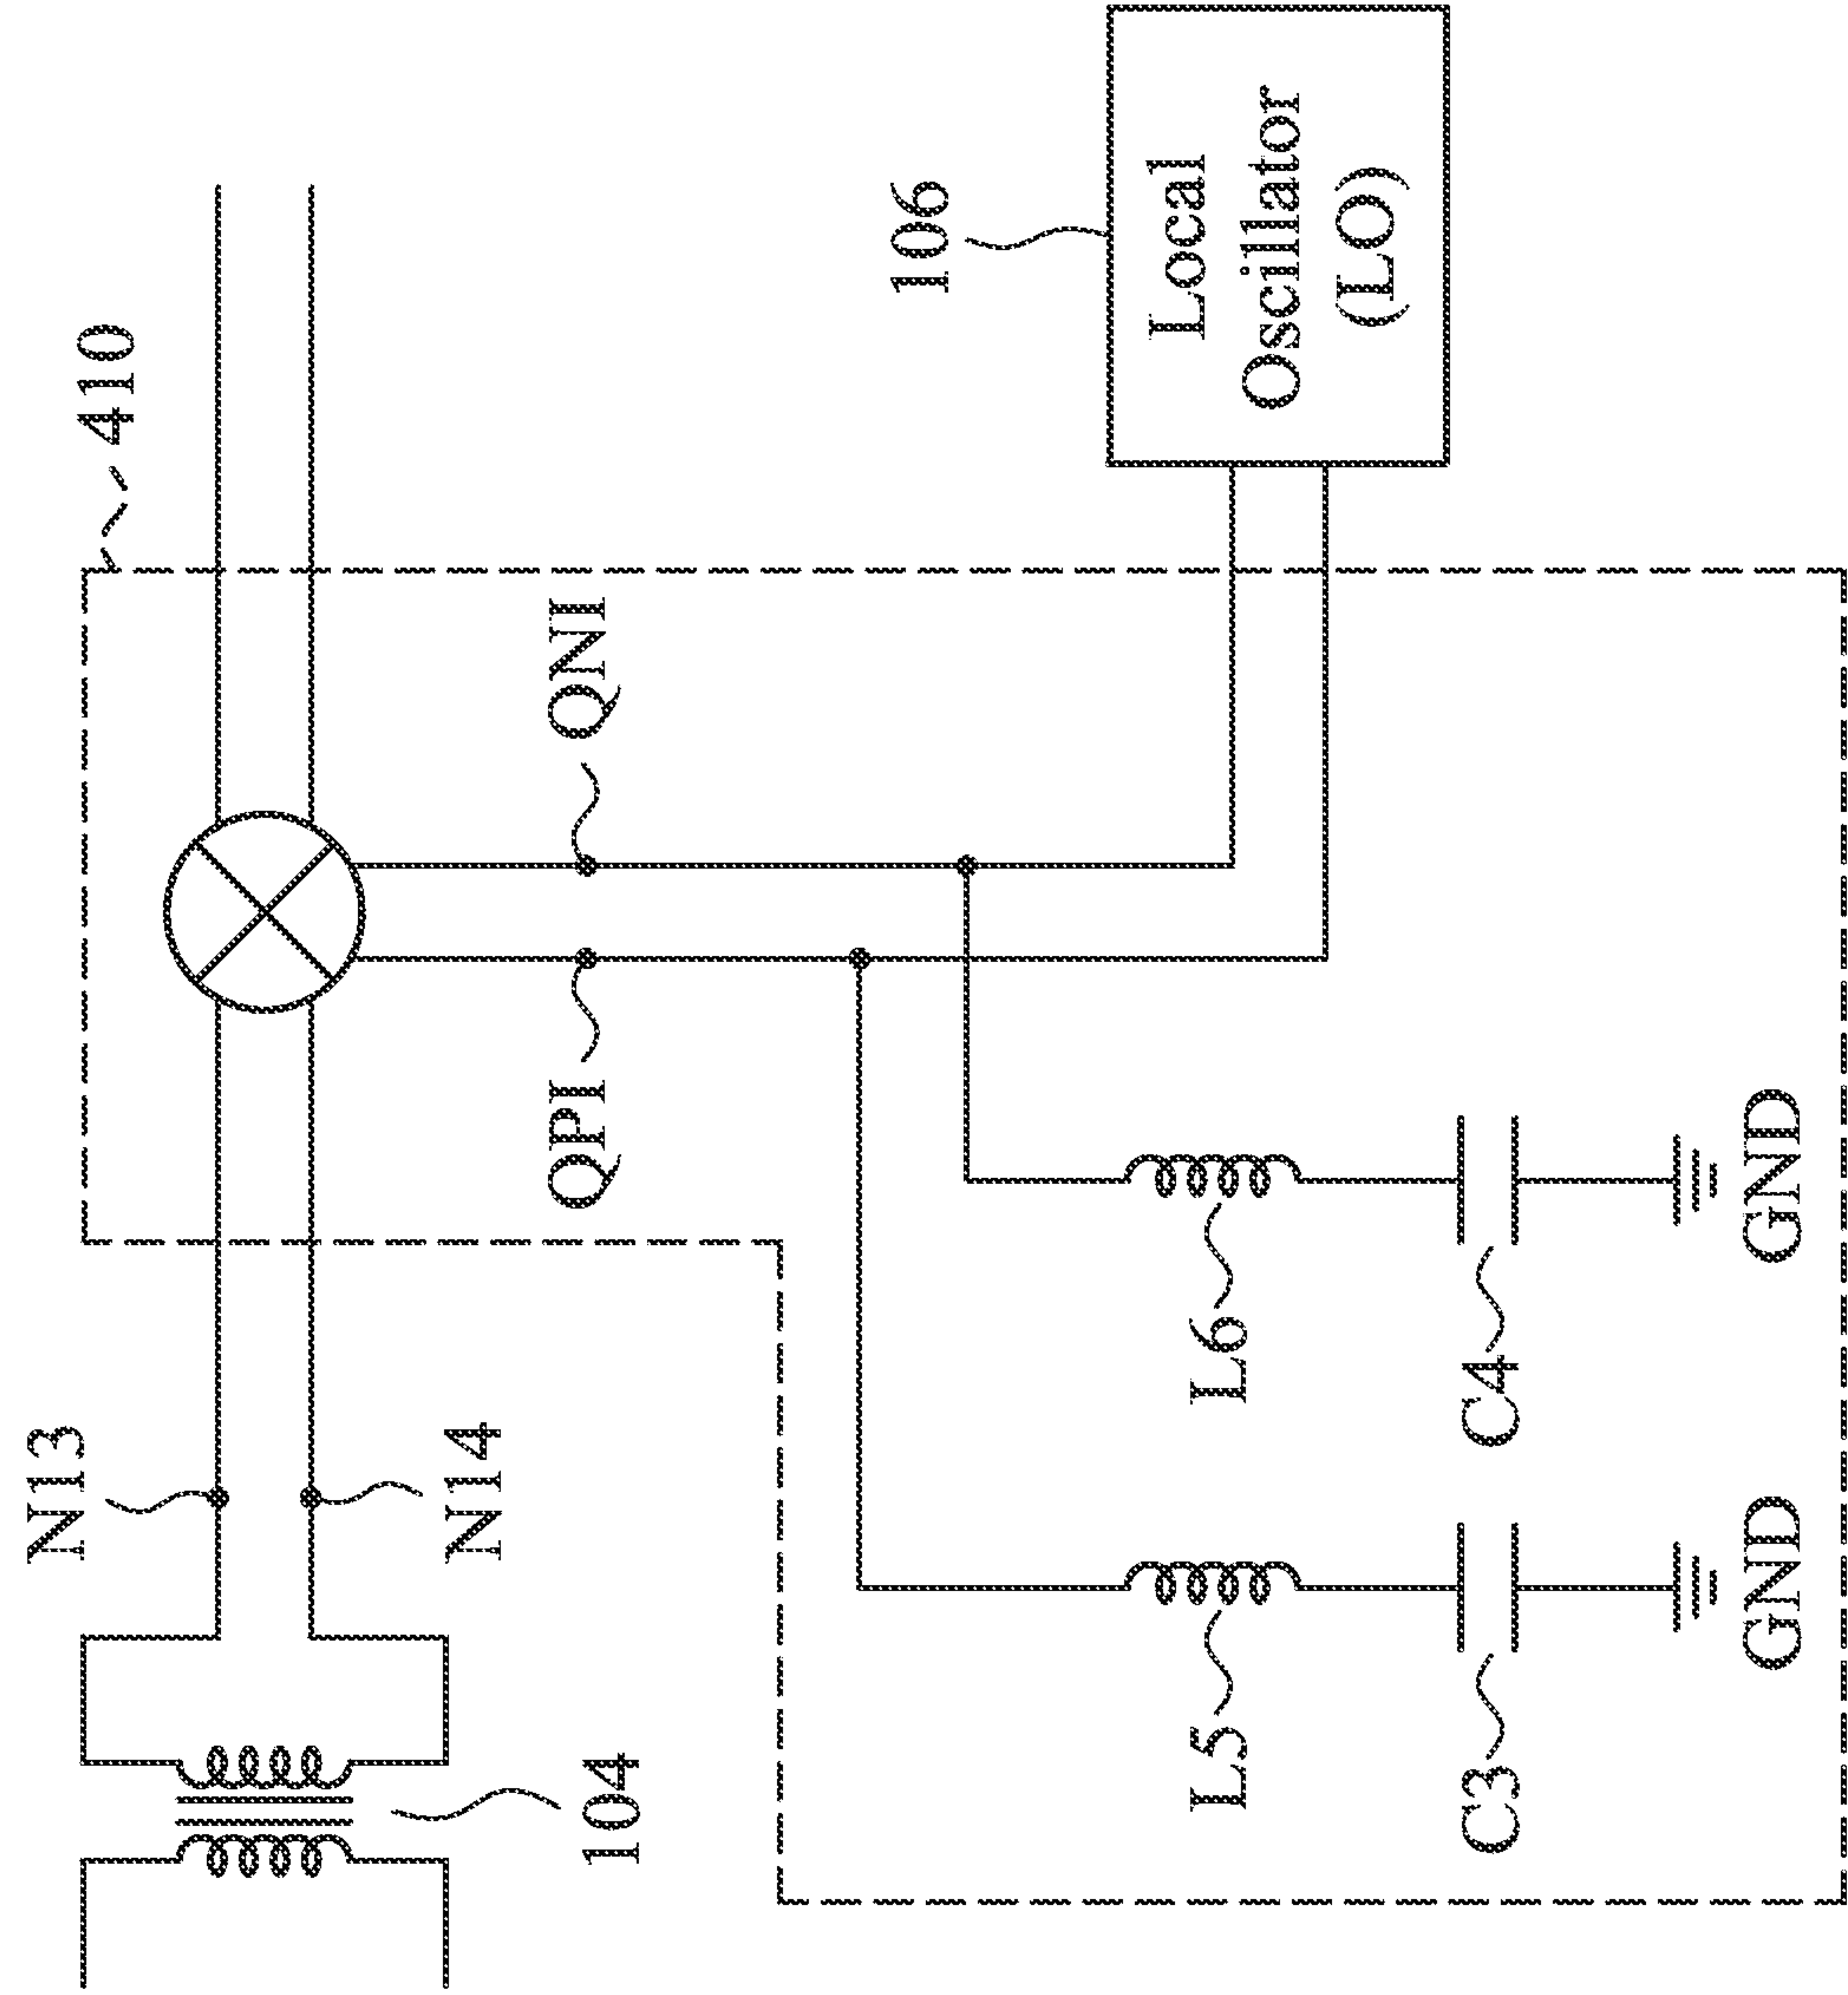 N13
N14
104
410
QPI
QNI
L5
L6
C3
C4
GND
GND
106
Local
Oscillator
(LO)